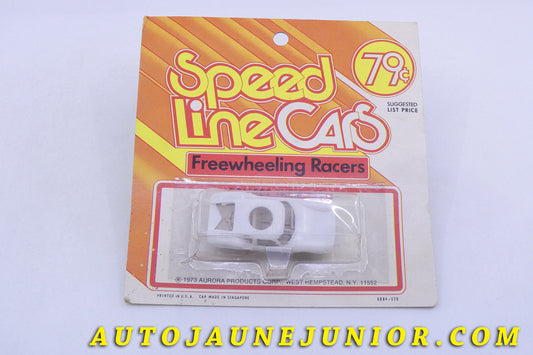 Speed
Line Cars
79¢
SUGGESTED
LIST PRICE
Freewheeling Racers
© 1973 AURORA PRODUCTS CORP., WEST HEMPSTEAD, N.Y. 11552
PRINTED IN U.S.A. CAR MADE IN SINGAPORE
AUTOJAUNEJUNIOR.COM